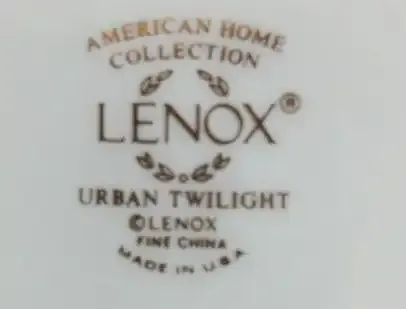 AMERICAN HOME
COLLECTION
LENOX®
URBAN TWILIGHT
©LENOX
FINE CHINA
MADE IN U.S.A